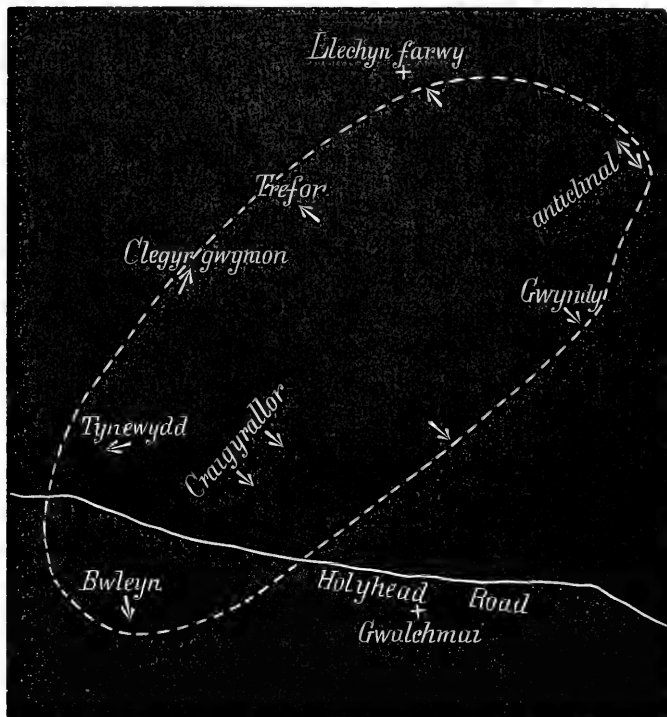 Llechyn farwy
anticlinal
Trefor
Clegyr gwymon
Gwyndy
Tynewydd
Craigyrallor
Bwleyn
Holyhead Road
Gwalchmai